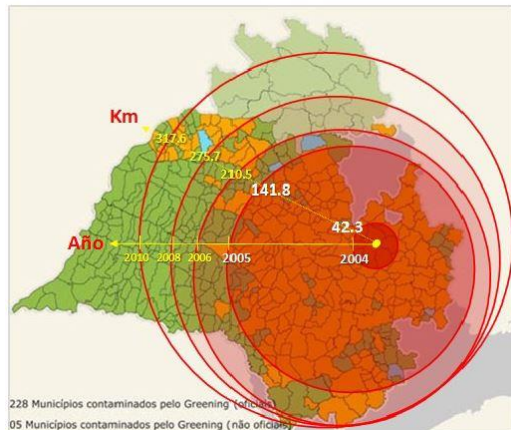 Km
317.6
275.7
210.5
141.8
42.3
Año
2010 2008 2006 2005 2004
228 Municípios contaminados pelo Greening (oficiais)
05 Municípios contaminados pelo Greening (não oficiais)